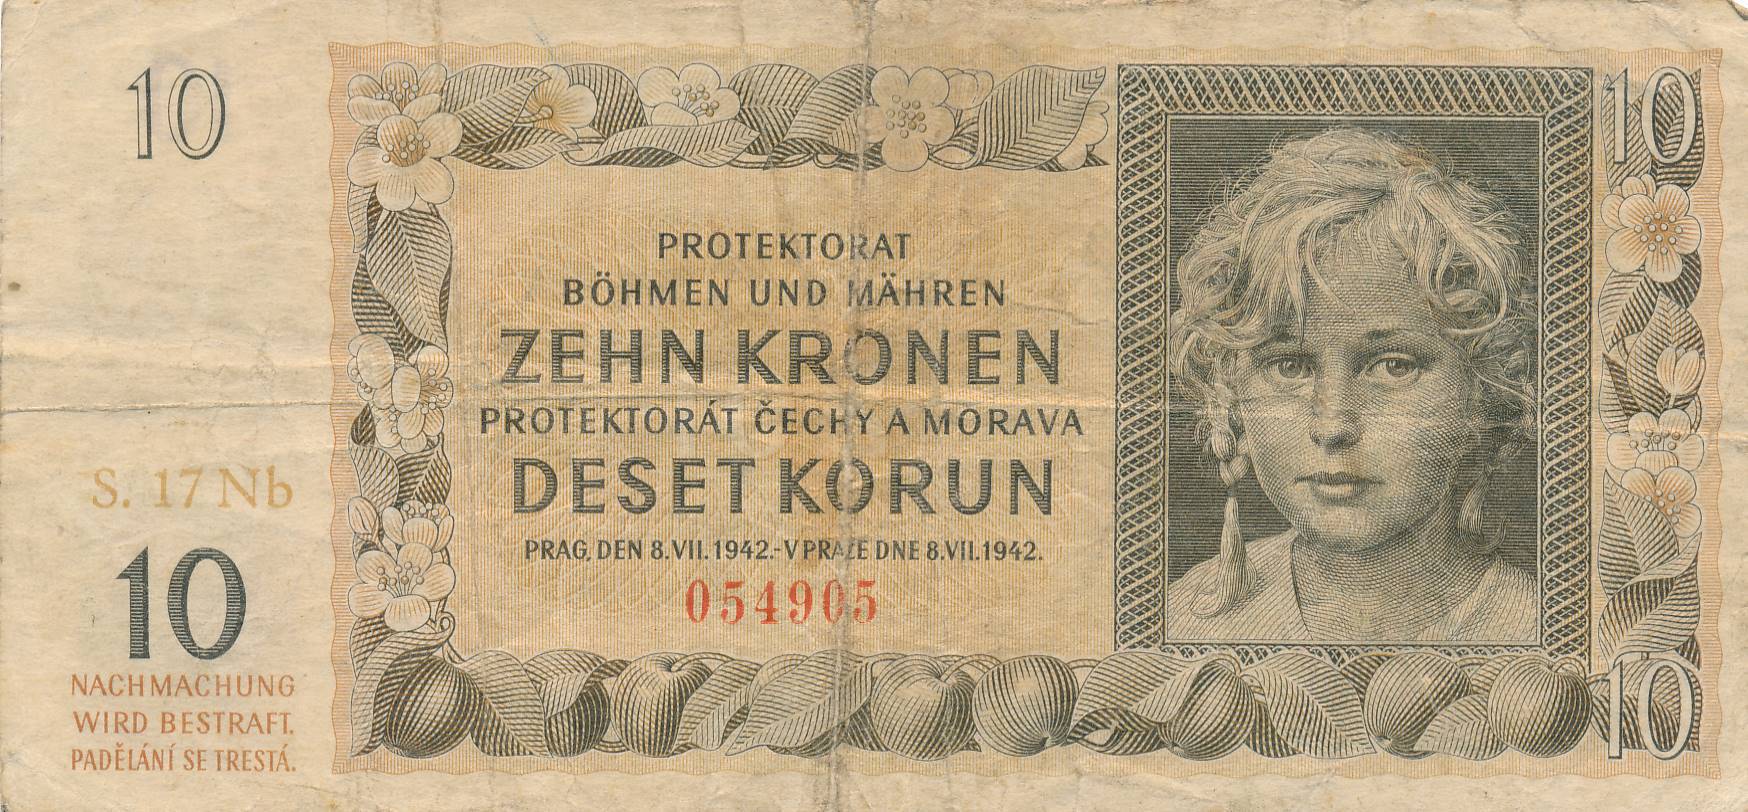 10
10
PROTEKTORAT
BÖHMEN UND MÄHREN
ZEHN KRONEN
PROTEKTORÁT ČECHY A MORAVA
DESET KORUN
PRAG, DEN 8.VII.1942.-V PRAZE DNE 8.VII.1942.
054905
S. 17 Nb
10
NACHMACHUNG
WIRD BESTRAFT.
PADĚLÁNÍ SE TRESTÁ.
10